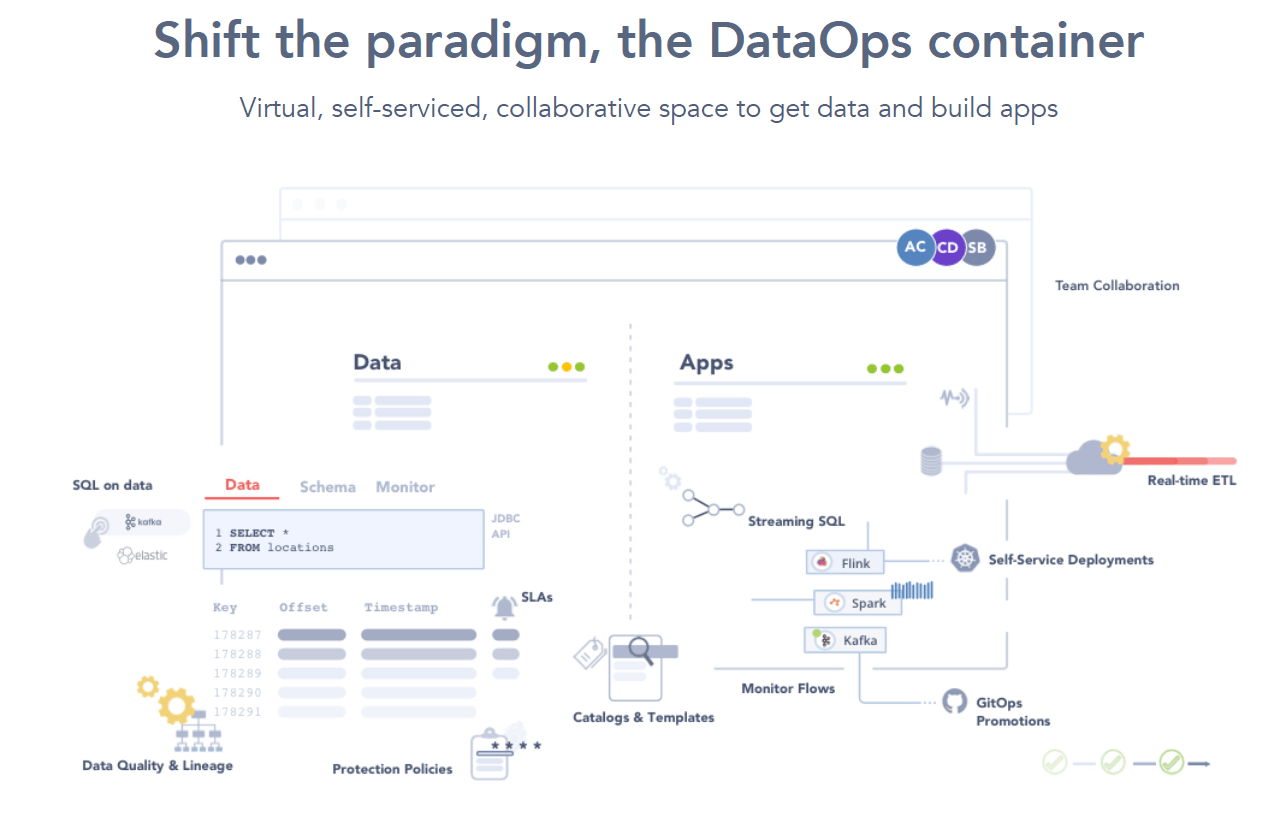 Shift the paradigm, the DataOps container
Virtual, self-serviced, collaborative space to get data and build apps
AC CD SB
Team Collaboration
Data
Apps
SQL on data
Data Schema Monitor
kafka
elastic
1 SELECT *
2 FROM locations
JDBC
API
Key Offset Timestamp
SLAs
178287
178288
178289
178290
178291
Data Quality & Lineage
Protection Policies
* * * *
Catalogs & Templates
Real-time ETL
Streaming SQL
Flink
Self-Service Deployments
Spark
Kafka
Monitor Flows
GitOps
Promotions